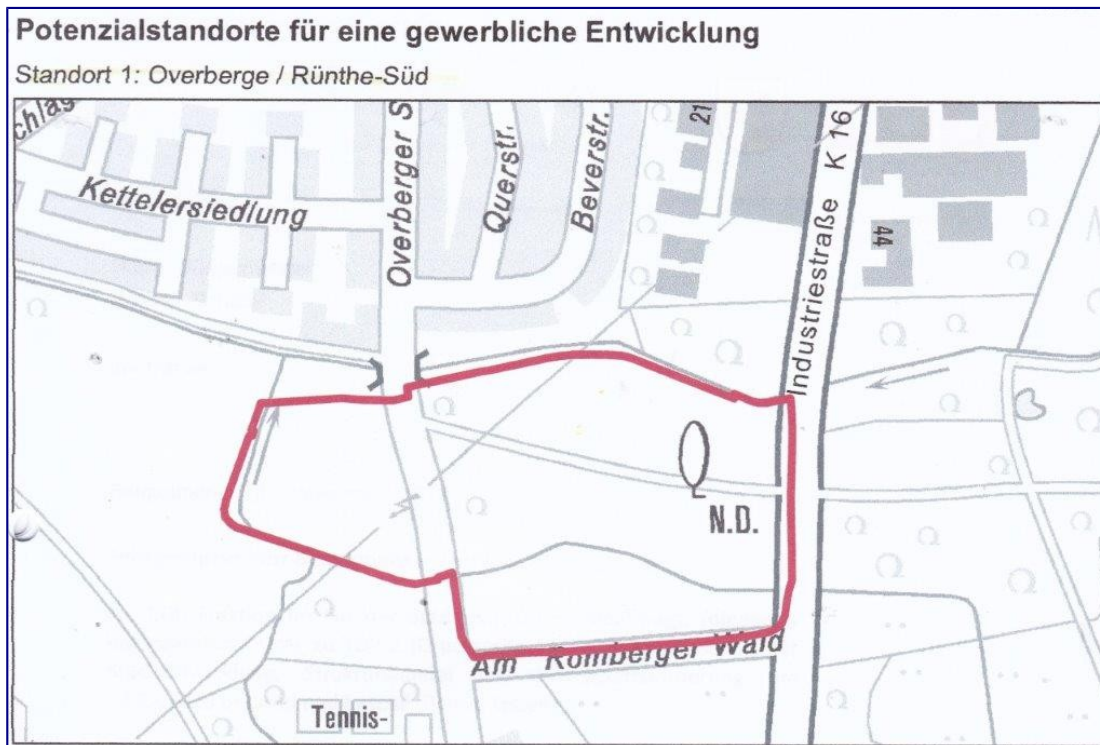 Potenzialstandorte für eine gewerbliche Entwicklung
Standort 1: Overberge / Rünthe-Süd
schlag
Kettelersiedlung
Overberger S
Querstr.
Beverstr.
21
Industriestraße K 16
44
N.D.
Am Romberger Wald
Tennis-